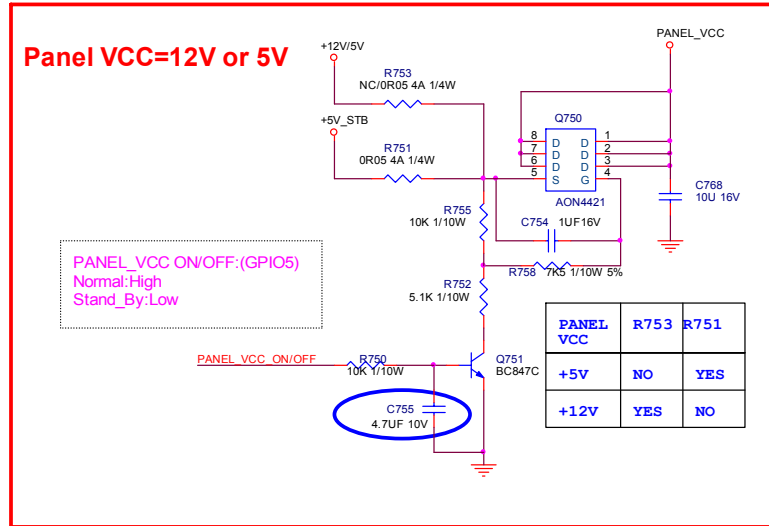 Panel VCC=12V or 5V
+12V/5V
R753
NC/0R05 4A 1/4W
+5V_STB
R751
0R05 4A 1/4W
PANEL_VCC
Q750
8 D D 1
7 D D 2
6 D D 3
5 S G 4
AON4421
C768
10U 16V
R755
10K 1/10W
C754 1UF16V
R758 7K5 1/10W 5%
R752
5.1K 1/10W
PANEL_VCC ON/OFF:(GPIO5)
Normal:High
Stand_By:Low
PANEL_VCC_ON/OFF
R750
10K 1/10W
Q751
BC847C
C755
4.7UF 10V
PANEL VCC R753 R751
+5V NO YES
+12V YES NO